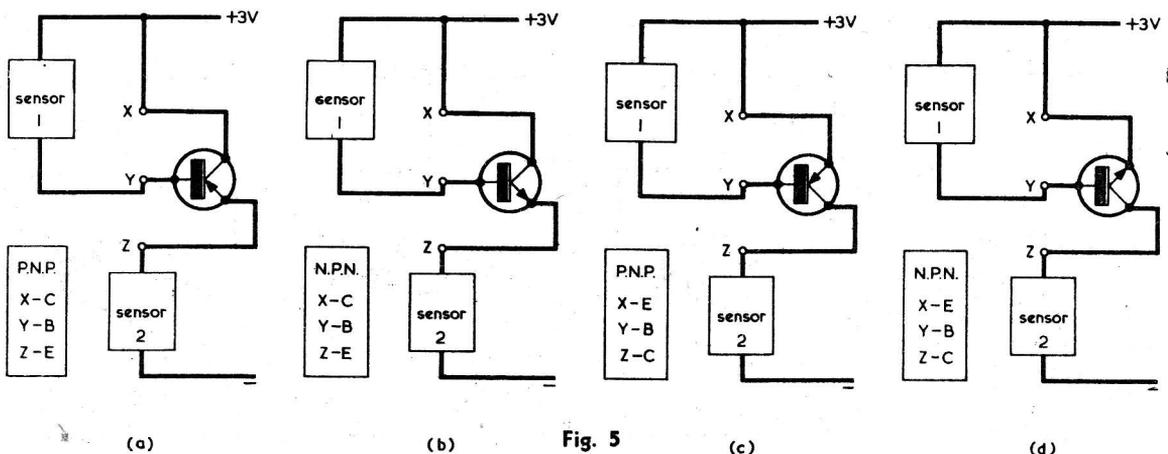 +3V
sensor
1
X
Y
Z
P.N.P.
X-C
Y-B
Z-E
sensor
2
(a)
+3V
sensor
1
X
Y
Z
N.P.N.
X-C
Y-B
Z-E
sensor
2
(b)
+3V
sensor
1
X
Y
Z
P.N.P.
X-E
Y-B
Z-C
sensor
2
(c)
+3V
sensor
1
X
Y
Z
N.P.N.
X-E
Y-B
Z-C
sensor
2
(d)
Fig. 5